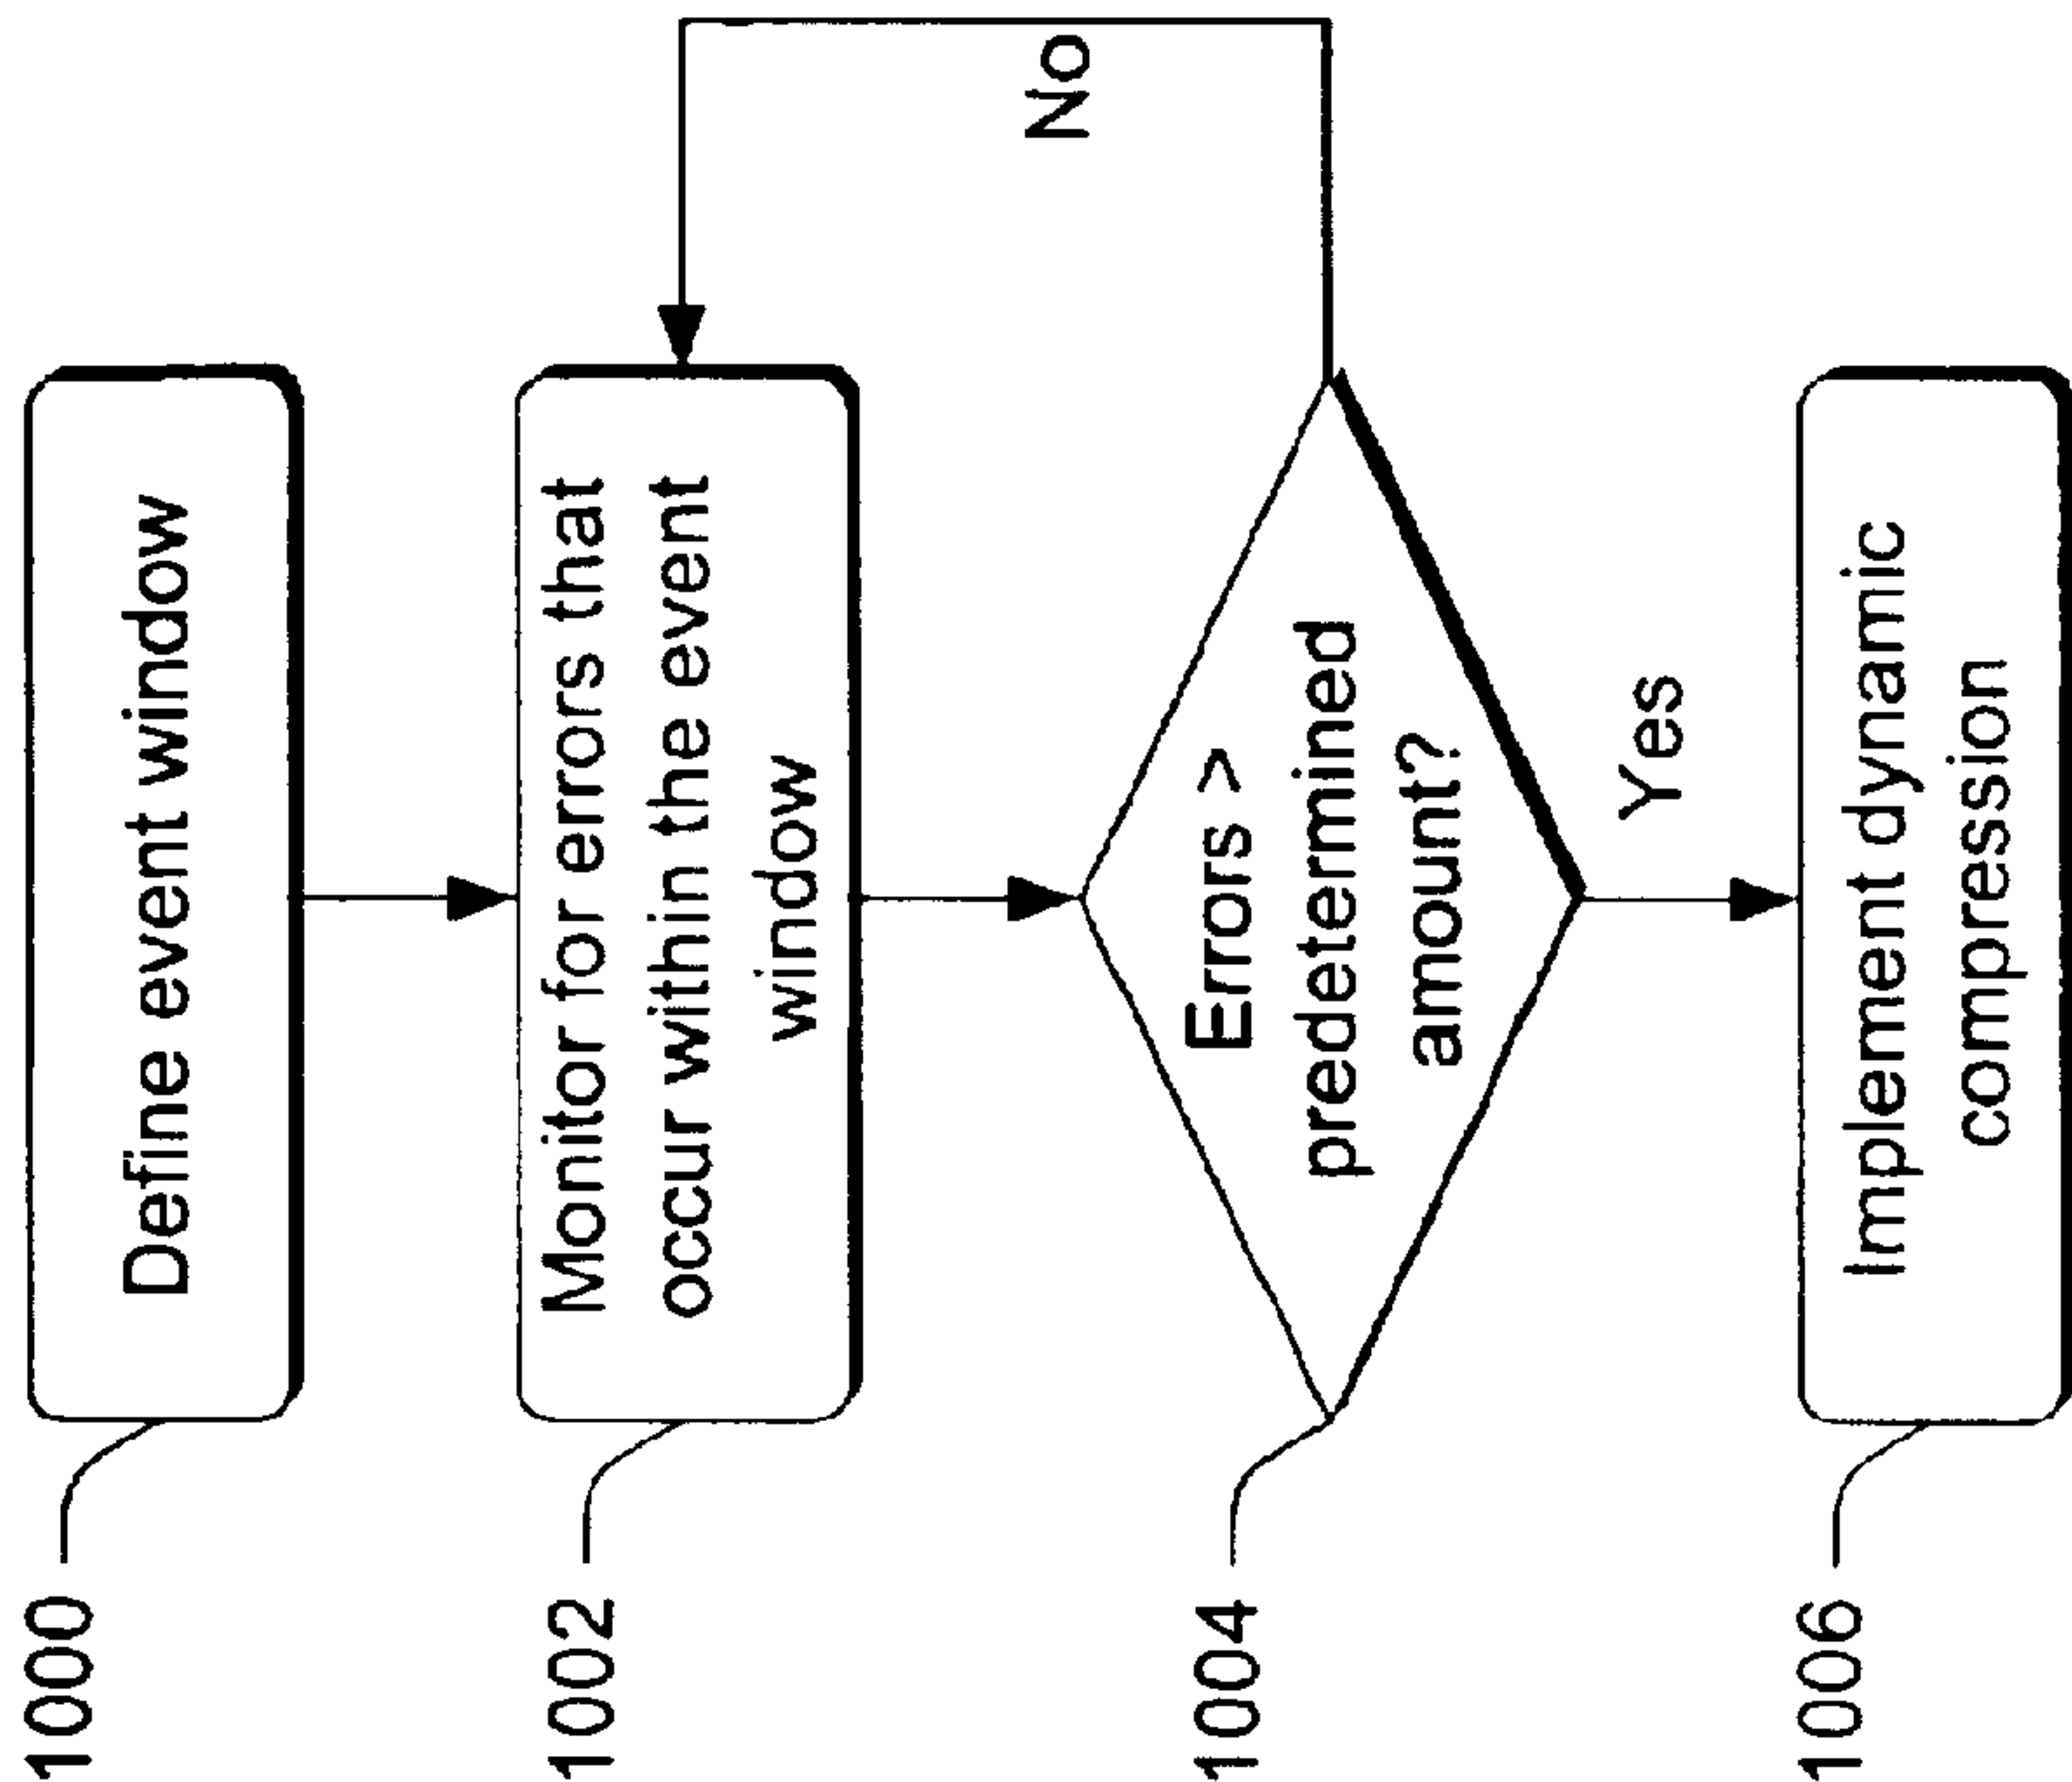 1000
Define event window
1002
Monitor for errors that
occur within the event
window
No
1004
Errors >
predetermined
amount?
Yes
1006
Implement dynamic
compression